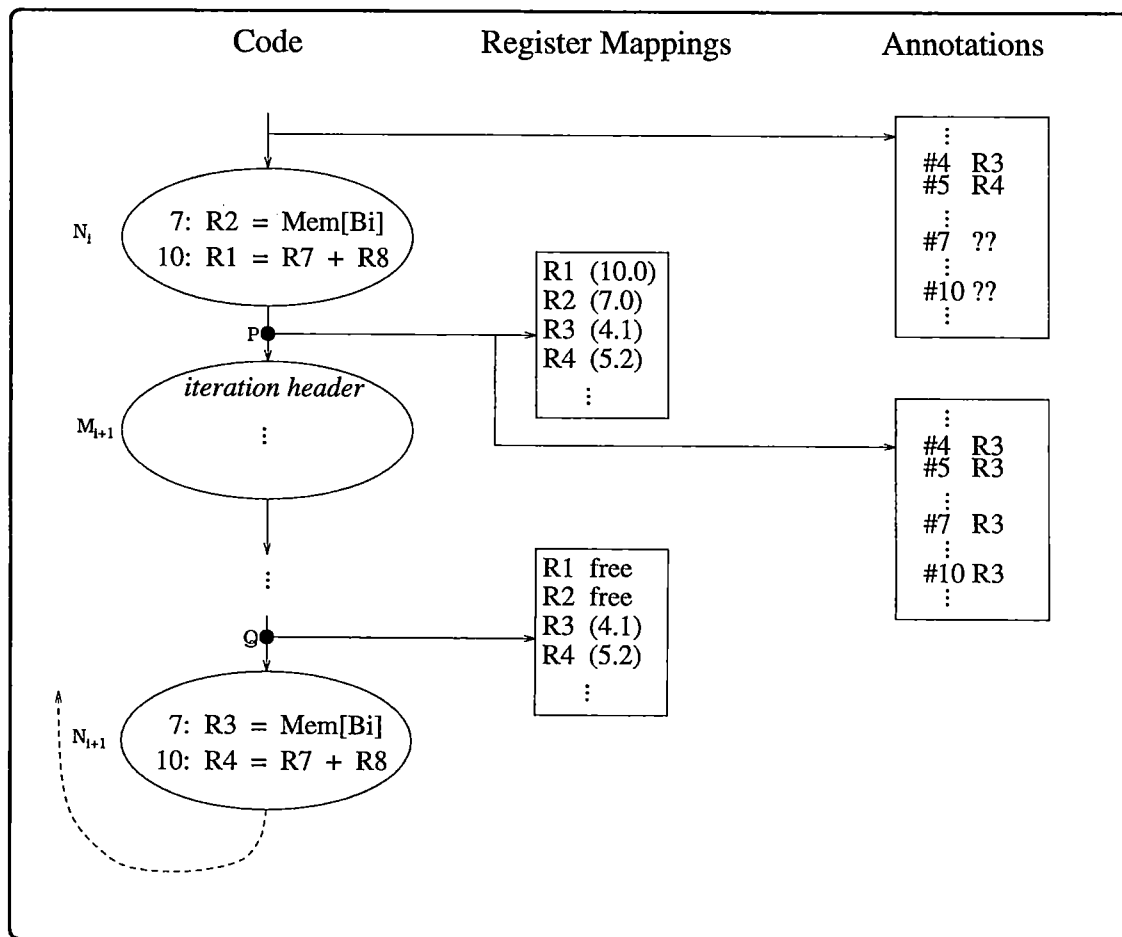 Code Register Mappings Annotations
⋮
#4 R3
#5 R4
⋮
#7 ??
⋮
#10 ??
⋮
N_i
7: R2 = Mem[Bi]
10: R1 = R7 + R8
R1 (10.0)
R2 (7.0)
R3 (4.1)
R4 (5.2)
⋮
P
iteration header
M_{i+1}
⋮
⋮
#4 R3
#5 R3
⋮
#7 R3
⋮
#10 R3
⋮
⋮
R1 free
R2 free
R3 (4.1)
R4 (5.2)
⋮
Q
N_{i+1}
7: R3 = Mem[Bi]
10: R4 = R7 + R8